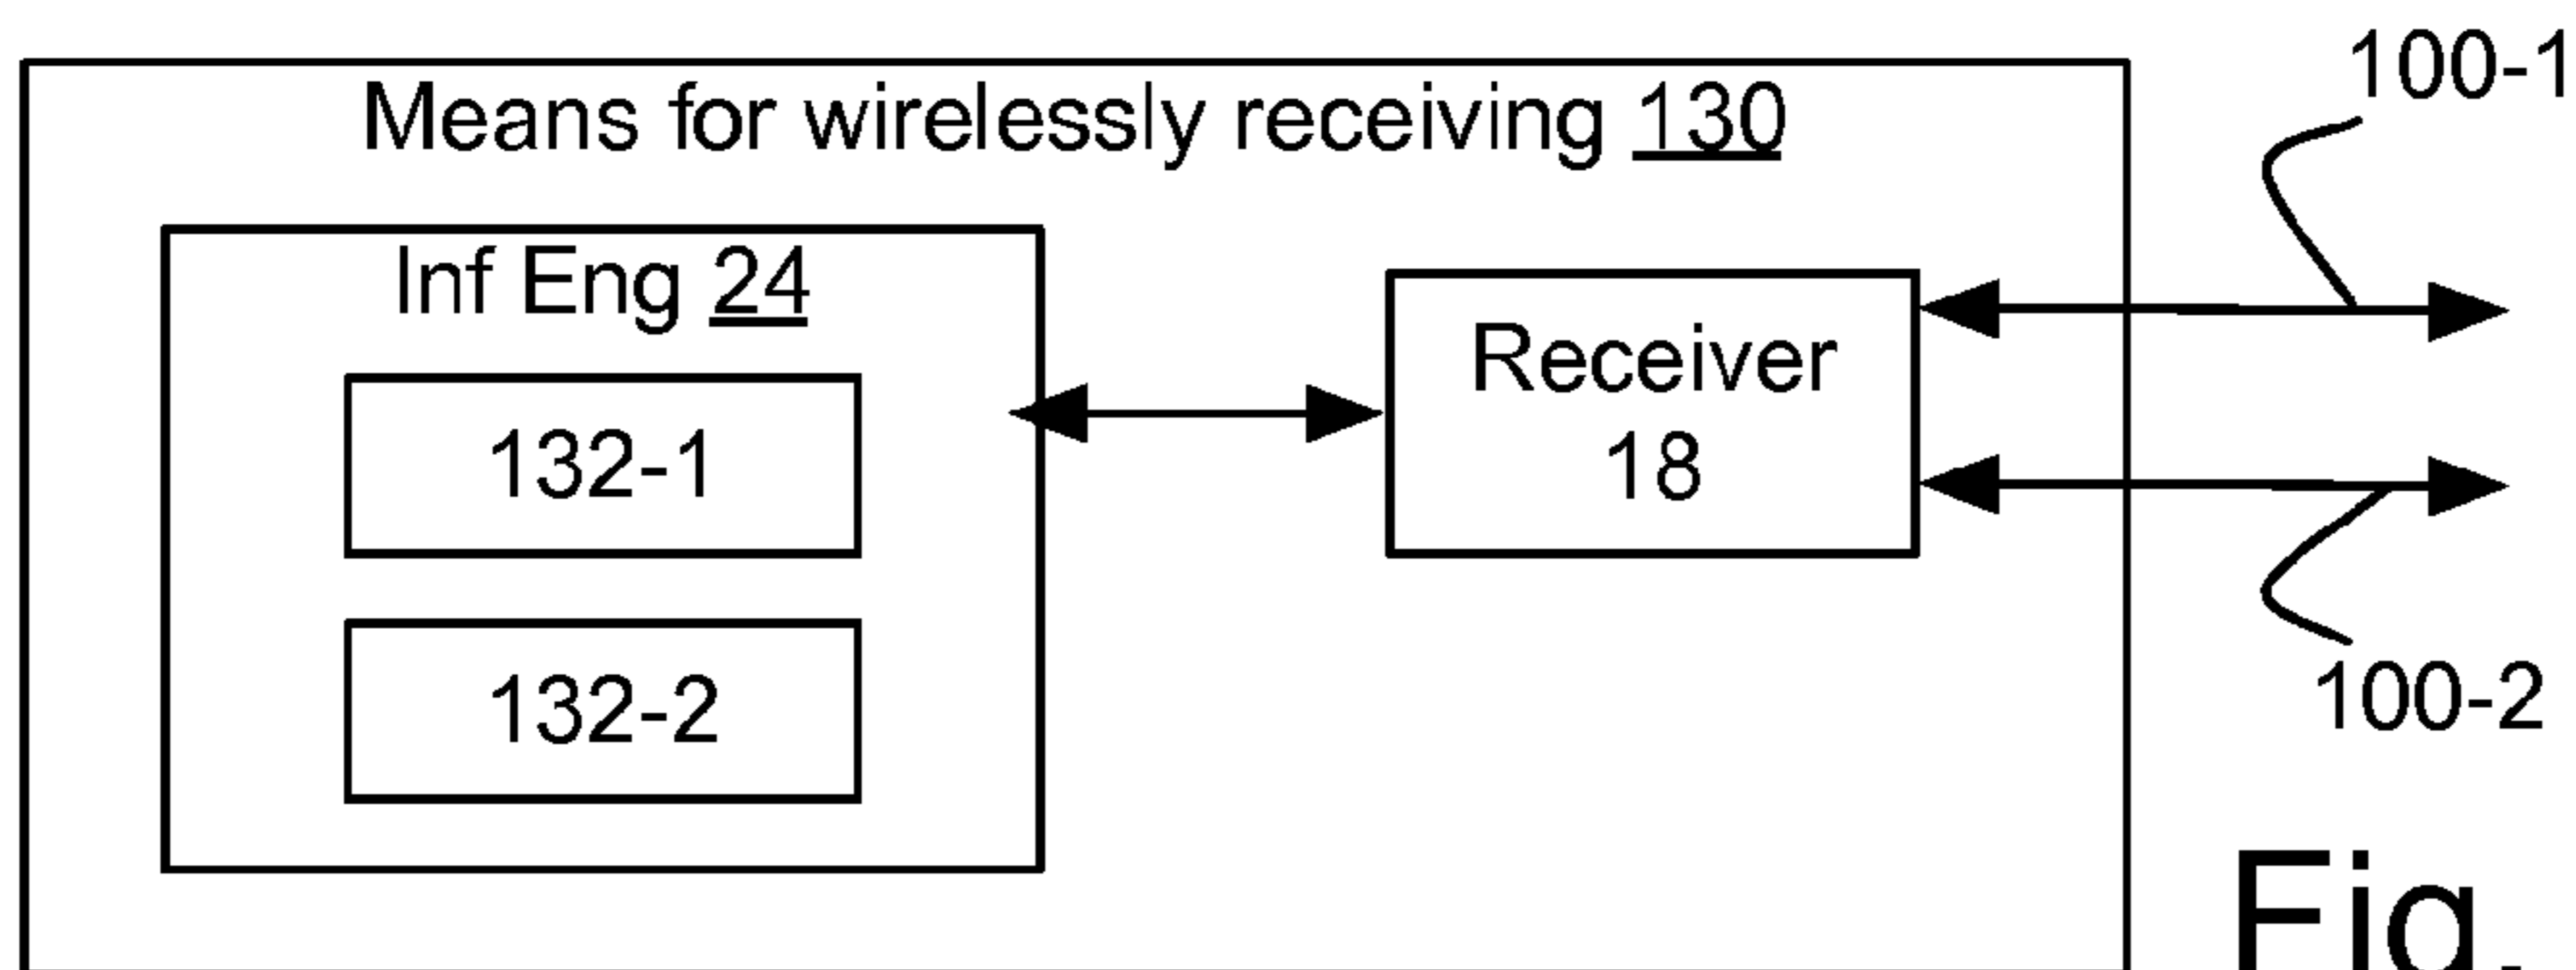 100-1
Means for wirelessly receiving 130
Inf Eng 24
Receiver
18
132-1
132-2
100-2
Fig.